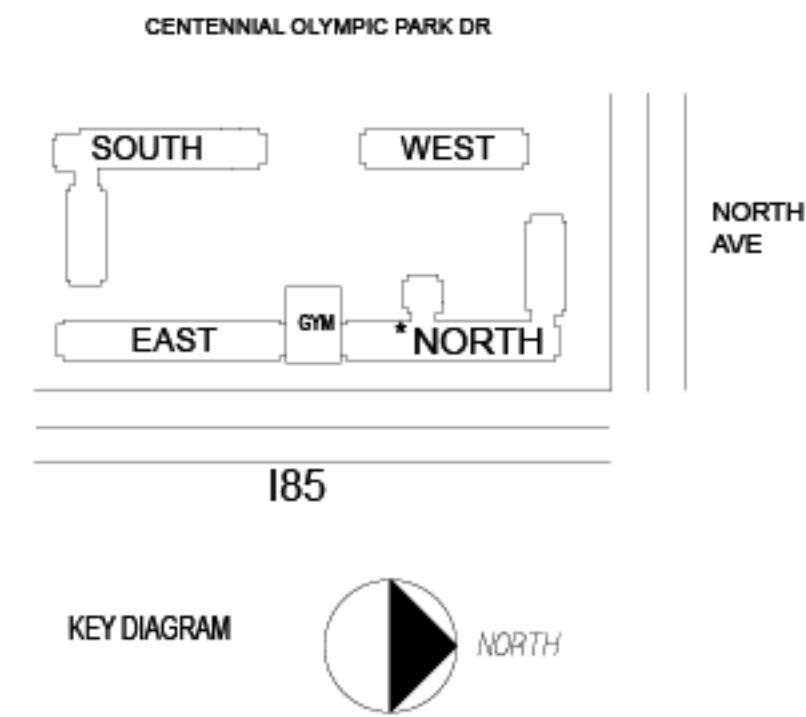 CENTENNIAL OLYMPIC PARK DR
SOUTH
WEST
NORTH
AVE
EAST
GYM
*NORTH
I85
KEY DIAGRAM
NORTH